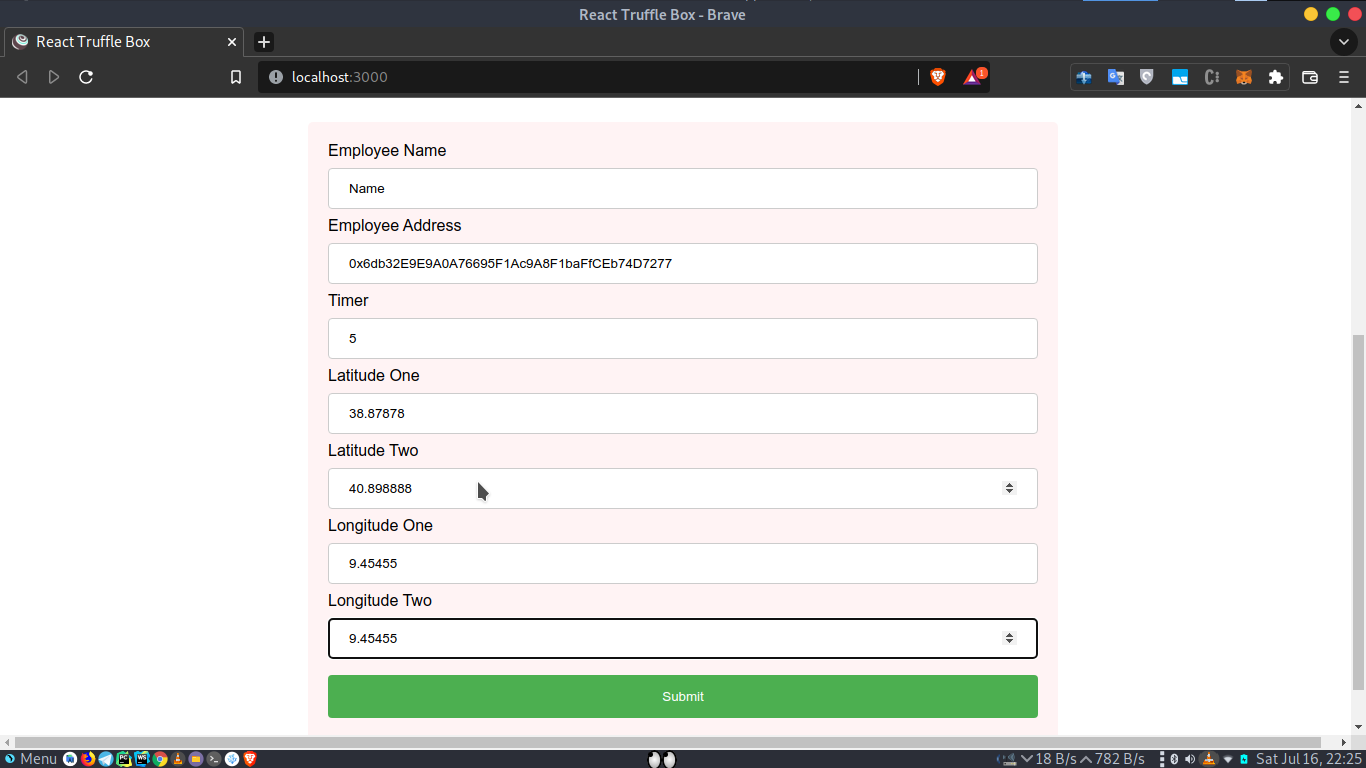 React Truffle Box - Brave
React Truffle Box
localhost:3000
1
Employee Name
Name
Employee Address
0x6db32E9E9A0A76695F1Ac9A8F1baFfCEb74D7277
Timer
5
Latitude One
38.87878
Latitude Two
40.898888
Longitude One
9.45455
Longitude Two
9.45455
Submit
Menu
18 B/s 782 B/s
Sat Jul 16, 22:25